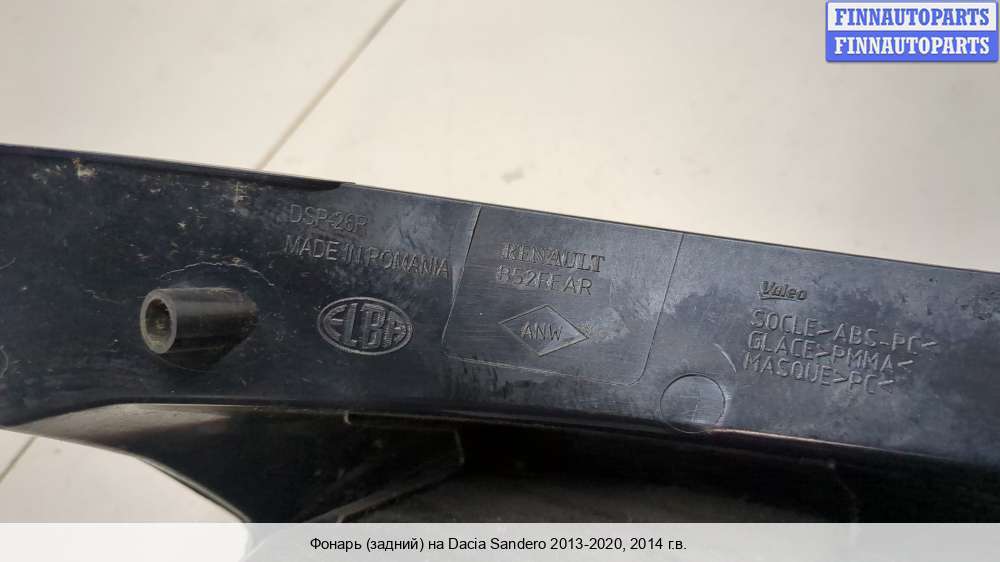 FINNAUTOPARTS
FINNAUTOPARTS
DSP-26R
MADE IN ROMANIA
ELBA
RENAULT
B52REAR
ANW
Valeo
SOCLE>ABS-PC<
GLACE>PMMA<
MASQUE>PC<
Фонарь (задний) на Dacia Sandero 2013-2020, 2014 г.в.